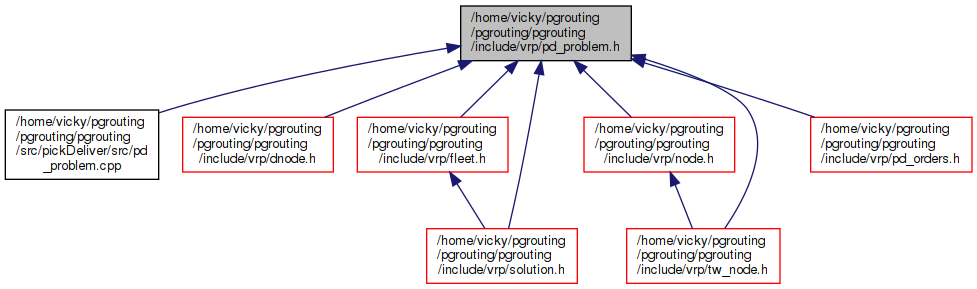 /home/vicky/pgrouting
/pgrouting/pgrouting
/include/vrp/pd_problem.h
/home/vicky/pgrouting
/pgrouting/pgrouting
/src/pickDeliver/src/pd
_problem.cpp
/home/vicky/pgrouting
/pgrouting/pgrouting
/include/vrp/dnode.h
/home/vicky/pgrouting
/pgrouting/pgrouting
/include/vrp/fleet.h
/home/vicky/pgrouting
/pgrouting/pgrouting
/include/vrp/node.h
/home/vicky/pgrouting
/pgrouting/pgrouting
/include/vrp/pd_orders.h
/home/vicky/pgrouting
/pgrouting/pgrouting
/include/vrp/solution.h
/home/vicky/pgrouting
/pgrouting/pgrouting
/include/vrp/tw_node.h